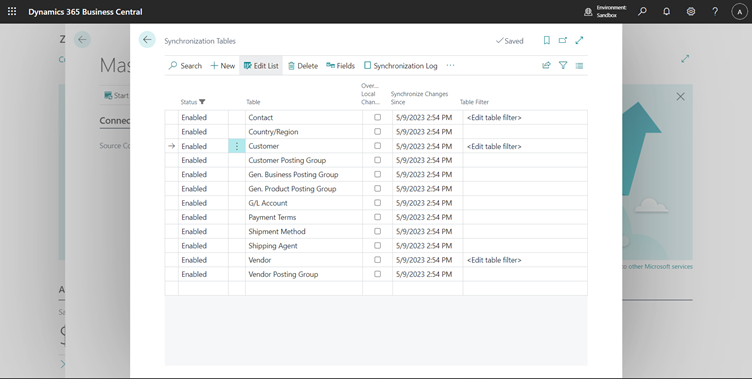 Dynamics 365 Business Central
Environment:
Sandbox
A
Synchronization Tables
Saved
Z
Mas
Search + New Edit List Delete Fields Synchronization Log ...
Start
Connec
Source Co
Over...
Local
Chan...
Synchronize Changes
Since
Status Table Table Filter
Enabled Contact 5/9/2023 2:54 PM <Edit table filter>
Enabled Country/Region 5/9/2023 2:54 PM
Enabled Customer 5/9/2023 2:54 PM <Edit table filter>
Enabled Customer Posting Group 5/9/2023 2:54 PM
Enabled Gen. Business Posting Group 5/9/2023 2:54 PM
Enabled Gen. Product Posting Group 5/9/2023 2:54 PM
Enabled G/L Account 5/9/2023 2:54 PM
Enabled Payment Terms 5/9/2023 2:54 PM
Enabled Shipment Method 5/9/2023 2:54 PM
Enabled Shipping Agent 5/9/2023 2:54 PM
Enabled Vendor 5/9/2023 2:54 PM <Edit table filter>
Enabled Vendor Posting Group 5/9/2023 2:54 PM
o other Microsoft services
A
Sa
$